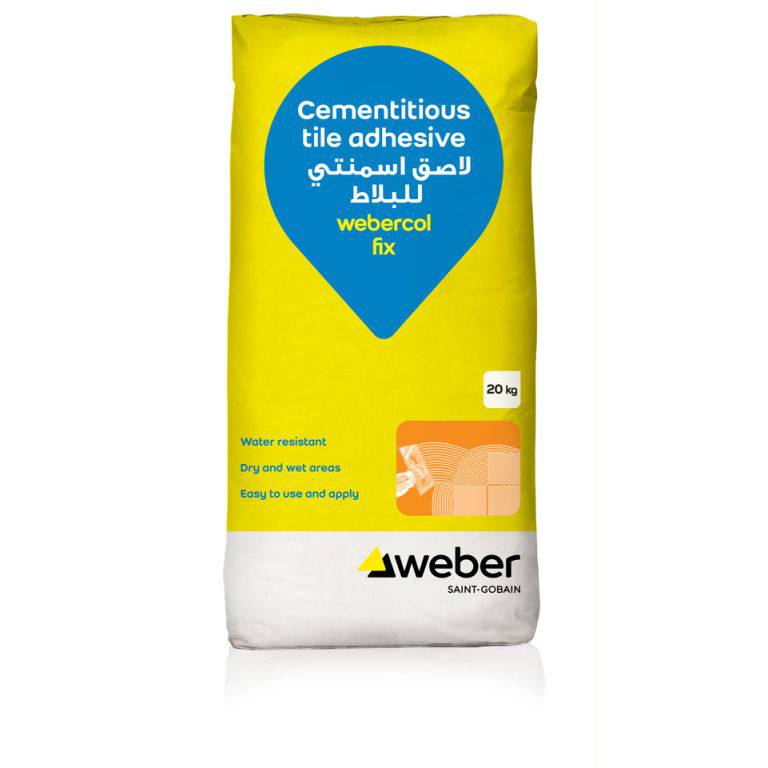 Cementitious
tile adhesive
لاصق اسمنتي
للبلاط
webercol
fix
20 kg
Water resistant
Dry and wet areas
Easy to use and apply
weber
SAINT-GOBAIN